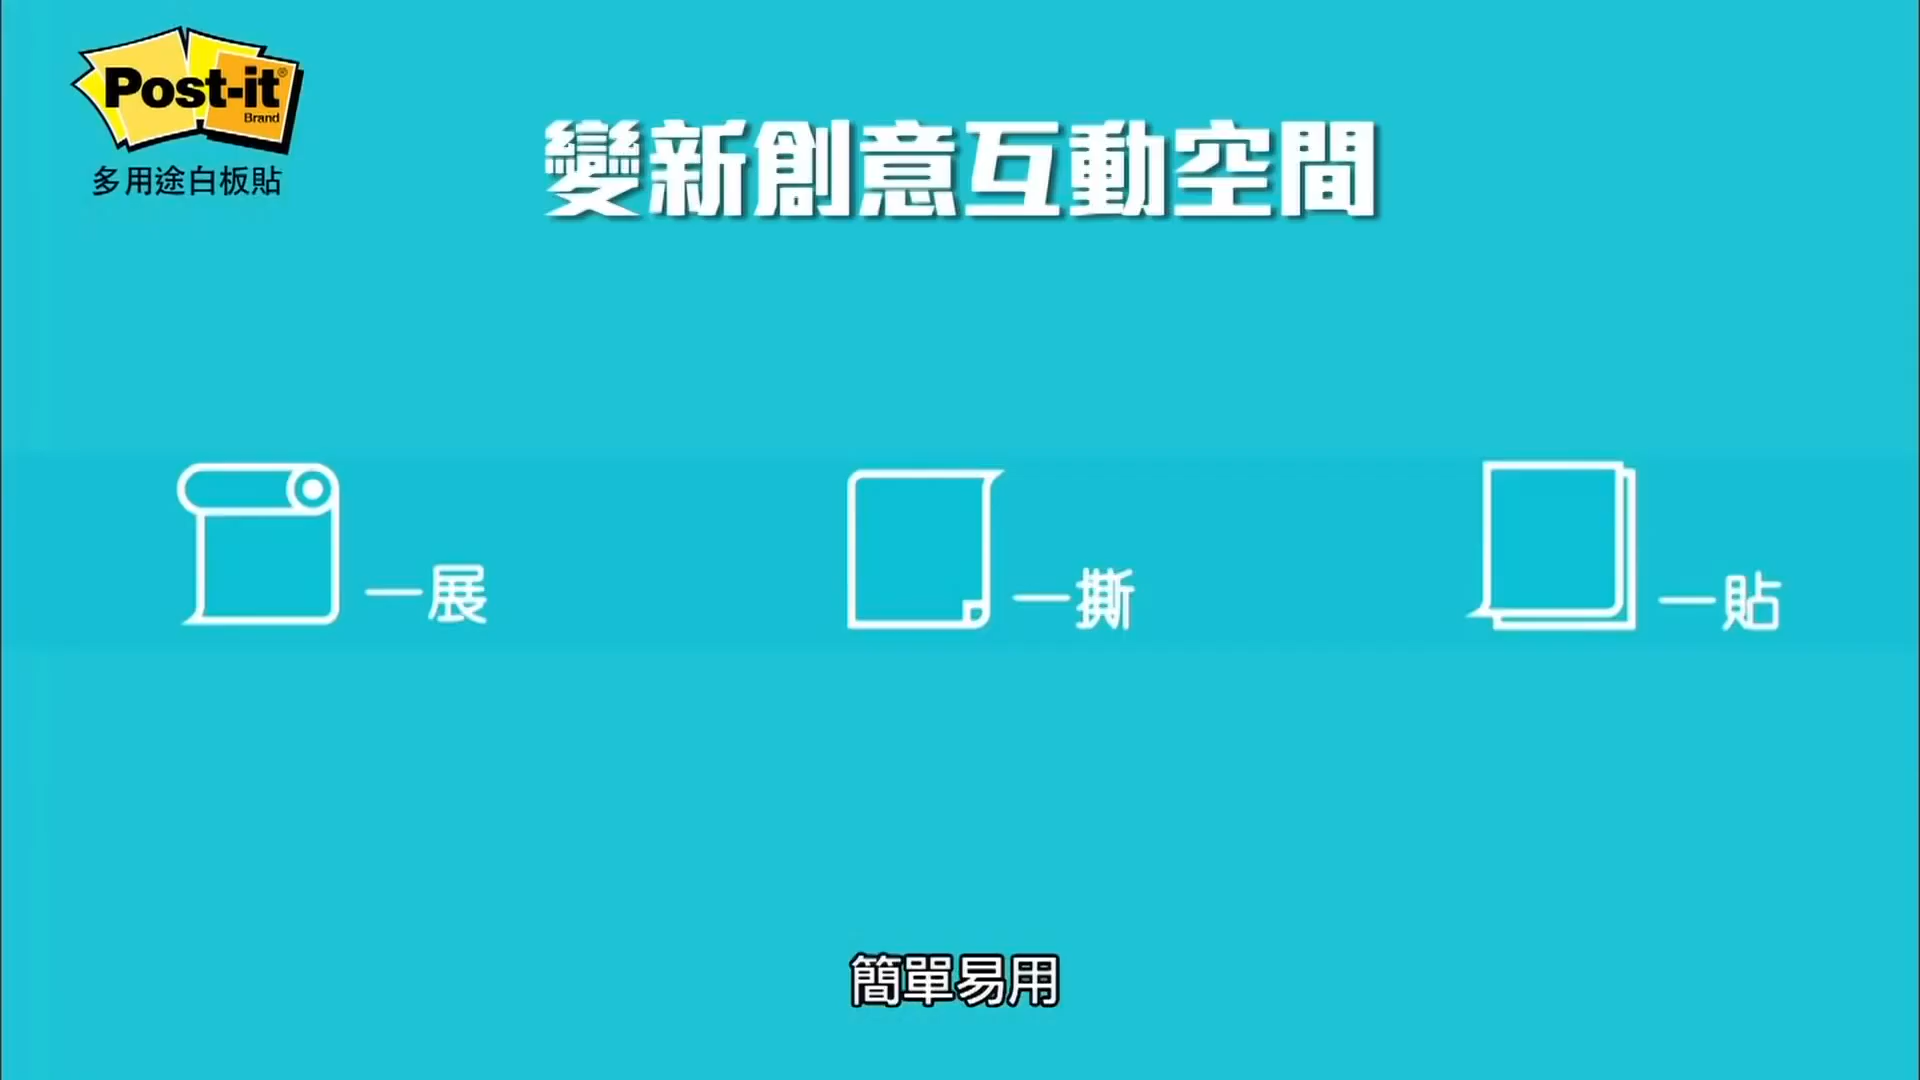 Post-it®
Brand
多用途白板貼
變新創意互動空間
一展
一撕
一貼
簡單易用